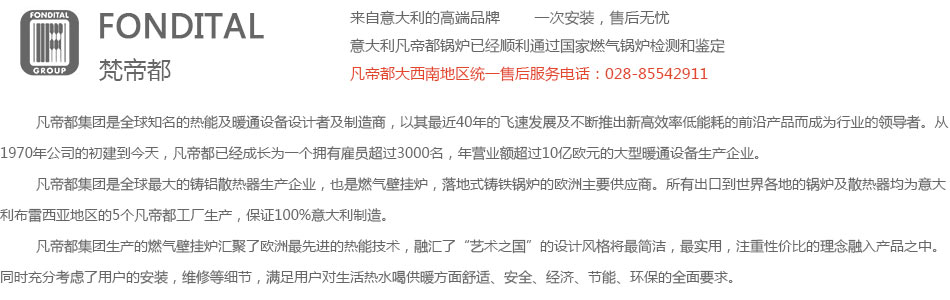 FONDITAL
GROUP
FONDITAL
梵帝都
来自意大利的高端品牌 一次安装，售后无忧
意大利凡帝都锅炉已经顺利通过国家燃气锅炉检测和鉴定
凡帝都大西南地区统一售后服务电话：028-85542911
凡帝都集团是全球知名的热能及暖通设备设计者及制造商，以其最近40年的飞速发展及不断推出新高效率低能耗的前沿产品而成为行业的领导者。从
1970年公司的初建到今天，凡帝都已经成长为一个拥有雇员超过3000名，年营业额超过10亿欧元的大型暖通设备生产企业。
凡帝都集团是全球最大的铸铝散热器生产企业，也是燃气壁挂炉，落地式铸铁锅炉的欧洲主要供应商。所有出口到世界各地的锅炉及散热器均为意大
利布雷西亚地区的5个凡帝都工厂生产，保证100%意大利制造。
凡帝都集团生产的燃气壁挂炉汇聚了欧洲最先进的热能技术，融汇了“艺术之国”的设计风格将最简洁，最实用，注重性价比的理念融入产品之中。
同时充分考虑了用户的安装，维修等细节，满足用户对生活热水喝供暖方面舒适、安全、经济、节能、环保的全面要求。